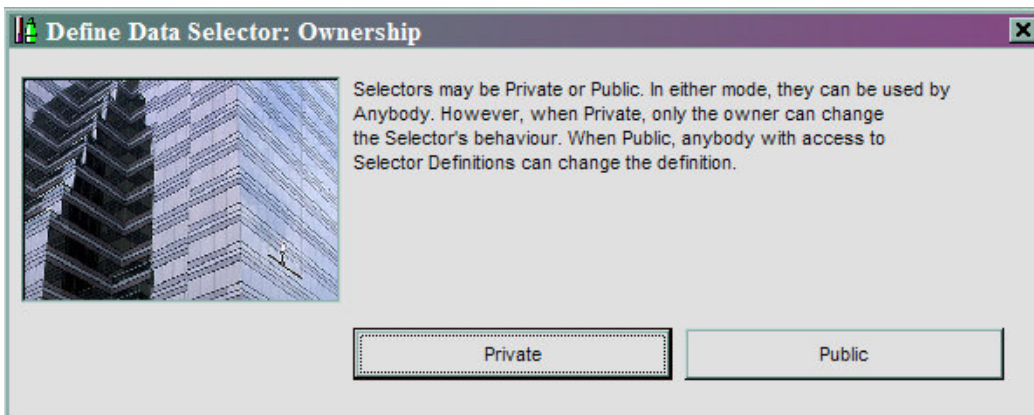 Define Data Selector: Ownership
Selectors may be Private or Public. In either mode, they can be used by
Anybody. However, when Private, only the owner can change
the Selector's behaviour. When Public, anybody with access to
Selector Definitions can change the definition.
Private
Public